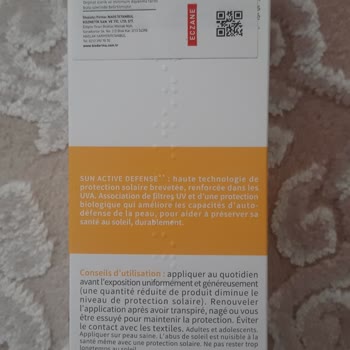 ECZANE
SUN ACTIVE DEFENSE : haute technologie de
protection solaire brevetée, renforcée dans les
UVA. Association de filtres UV et d'une protection
biologique qui améliore les capacités d'auto-
défense de la peau, pour aider à préserver sa
santé au soleil, durablement.
Conseils d'utilisation : appliquer au quotidien
avant l'exposition uniformément et généreusement
(une quantité réduite de produit diminue le
niveau de protection solaire). Renouveler
l'application après avoir transpiré, nagé ou vous
être essuyé pour maintenir la protection. Éviter
le contact avec les textiles. Adultes et adolescents.
Appliquer sur peau saine. L'abus de soleil est nuisible à la
santé même avec une protection solaire. Ne pas rester trop
longtemps au soleil